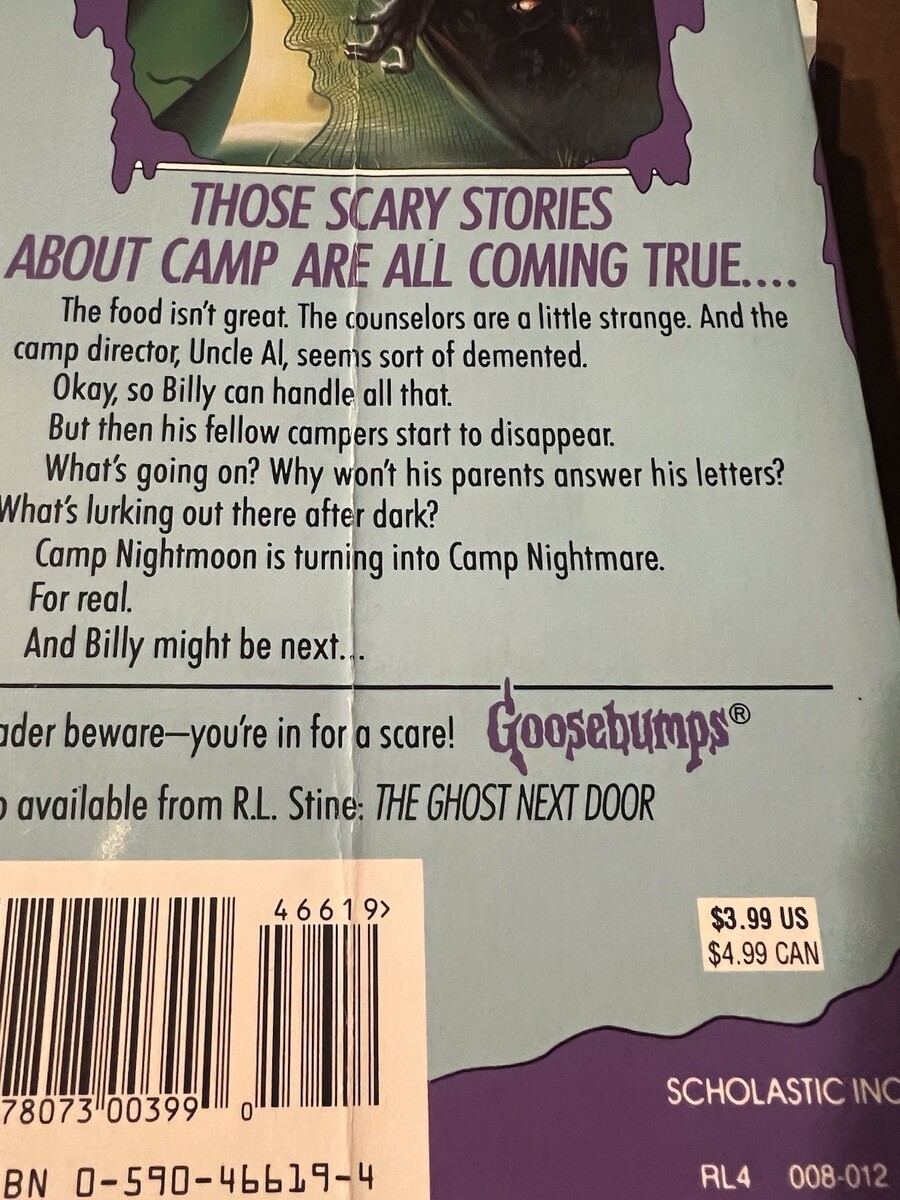 THOSE SCARY STORIES
ABOUT CAMP ARE ALL COMING TRUE....
The food isn't great. The counselors are a little strange. And the
camp director, Uncle Al, seems sort of demented.
Okay, so Billy can handle all that.
But then his fellow campers start to disappear.
What's going on? Why won't his parents answer his letters?
What's lurking out there after dark?
Camp Nightmoon is turning into Camp Nightmare.
For real.
And Billy might be next...
ader beware—you're in for a scare! Goosebumps®
o available from R.L. Stine: THE GHOST NEXT DOOR
46619>
$3.99 US
$4.99 CAN
78073 00399 0
SCHOLASTIC INC
BN 0-590-46619-4
RL4 008-012